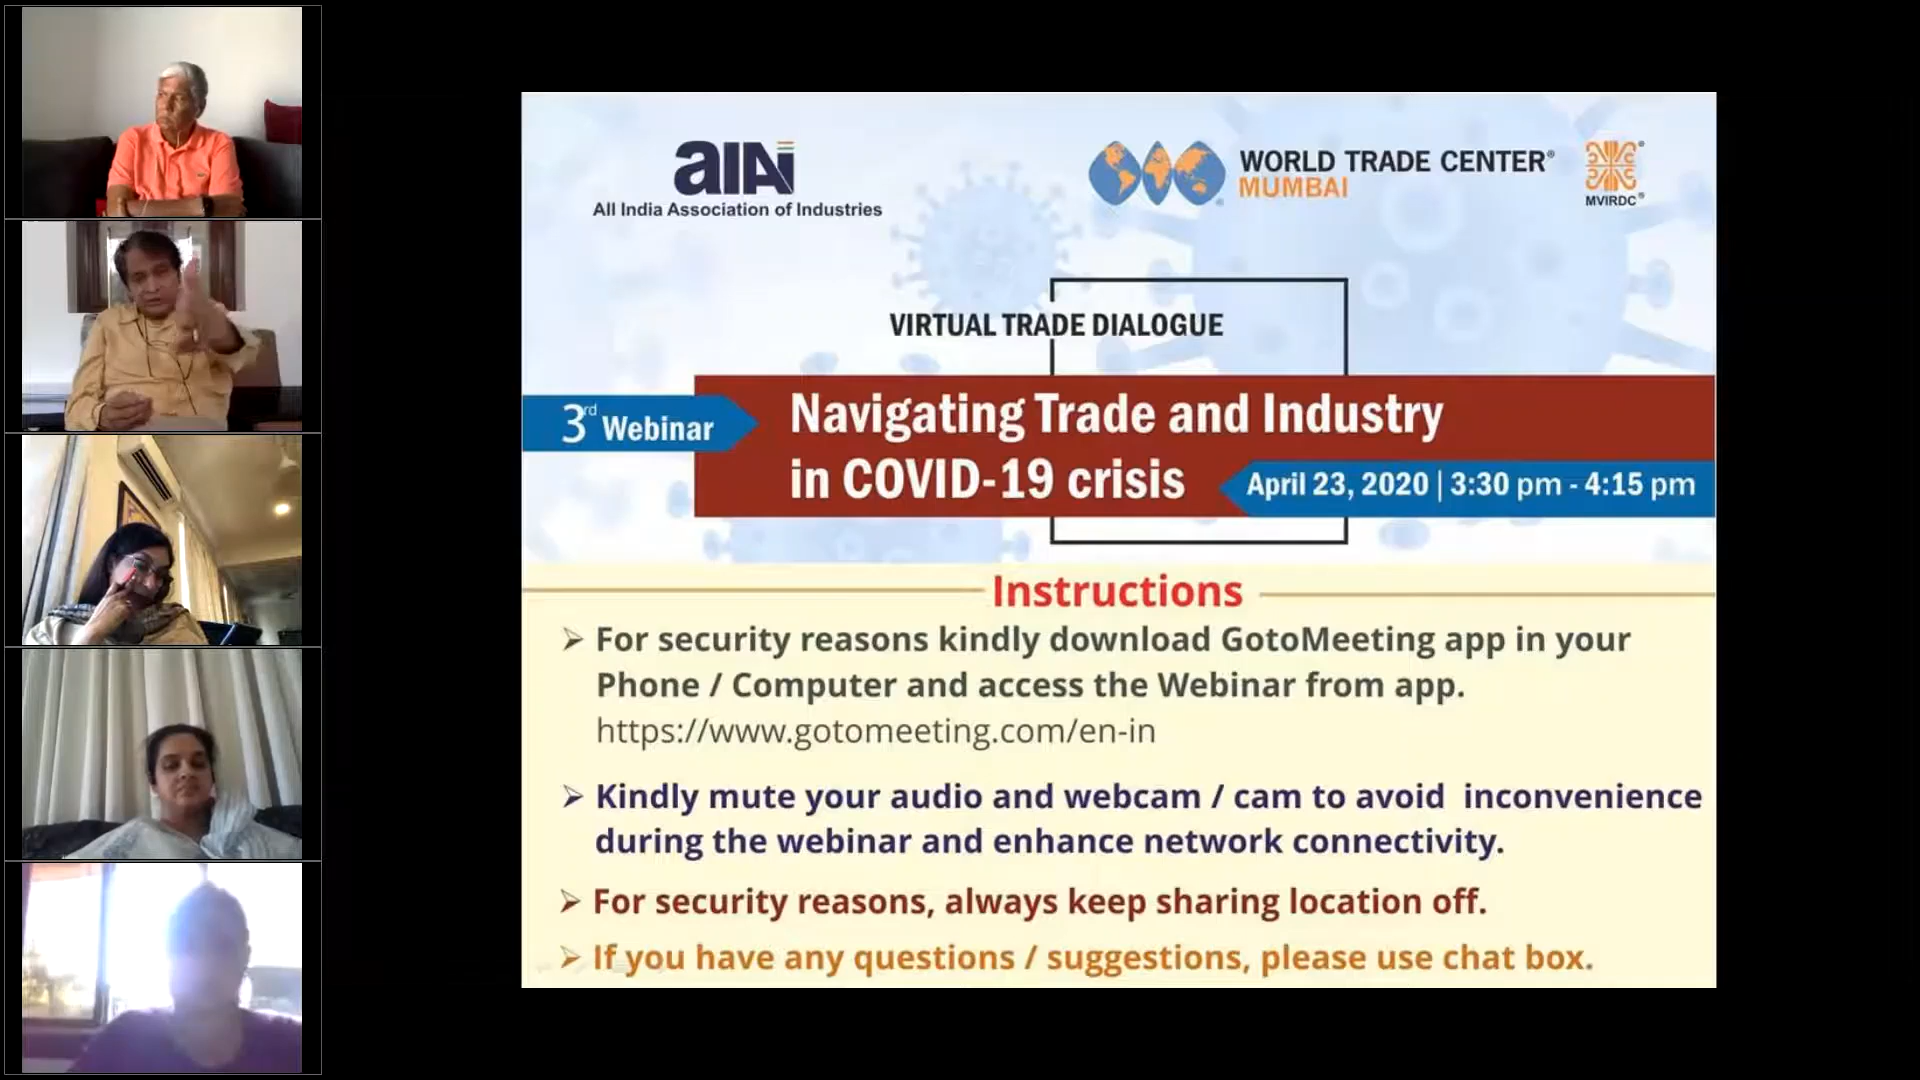 aIAi
All India Association of Industries
WORLD TRADE CENTER®
MUMBAI
MVIRDC®
VIRTUAL TRADE DIALOGUE
3rd Webinar
Navigating Trade and Industry
in COVID-19 crisis
April 23, 2020 | 3:30 pm - 4:15 pm
Instructions
➢ For security reasons kindly download GotoMeeting app in your
Phone / Computer and access the Webinar from app.
https://www.gotomeeting.com/en-in
➢ Kindly mute your audio and webcam / cam to avoid inconvenience
during the webinar and enhance network connectivity.
➢ For security reasons, always keep sharing location off.
➢ If you have any questions / suggestions, please use chat box.